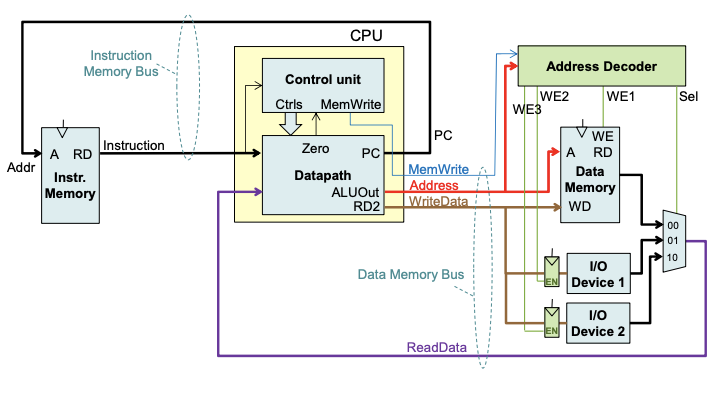 CPU
Instruction
Memory Bus
Control unit
Ctrls
MemWrite
Address Decoder
WE2
WE3
WE1
Sel
PC
Instruction
Addr
A
RD
Instr.
Memory
Zero
PC
Datapath
ALUOut
RD2
MemWrite
Address
WriteData
WE
A
RD
Data
Memory
WD
00
01
10
Data Memory Bus
EN
I/O
Device 1
EN
I/O
Device 2
ReadData